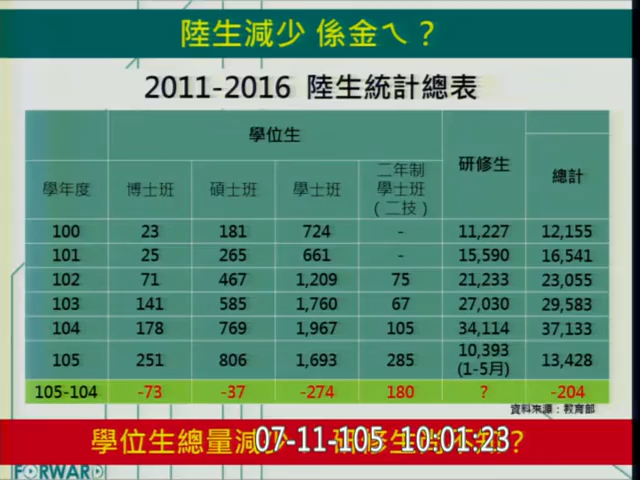 陸生減少 係金ㄟ？
2011-2016 陸生統計總表
學年度 學位生 研修生 總計
博士班 碩士班 學士班 二年制學士班（二技）
100 23 181 724 - 11,227 12,155
101 25 265 661 - 15,590 16,541
102 71 467 1,209 75 21,233 23,055
103 141 585 1,760 67 27,030 29,583
104 178 769 1,967 105 34,114 37,133
105 251 806 1,693 285 10,393 (1-5月) 13,428
105-104 -73 -37 -274 180 ? -204
資料來源：教育部
學位生總量減
07-11-105 10:01:23
FORWARD